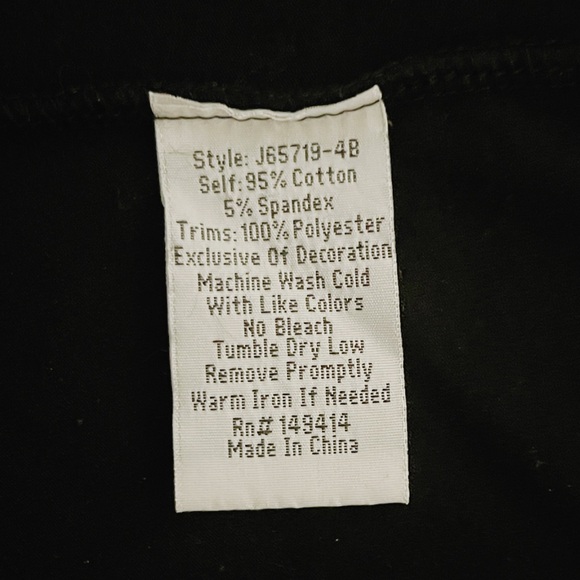 Style: J65719-4B
Self: 95% Cotton
5% Spandex
Trims: 100% Polyester
Exclusive Of Decoration
Machine Wash Cold
With Like Colors
No Bleach
Tumble Dry Low
Remove Promptly
Warm Iron If Needed
Rn# 149414
Made In China